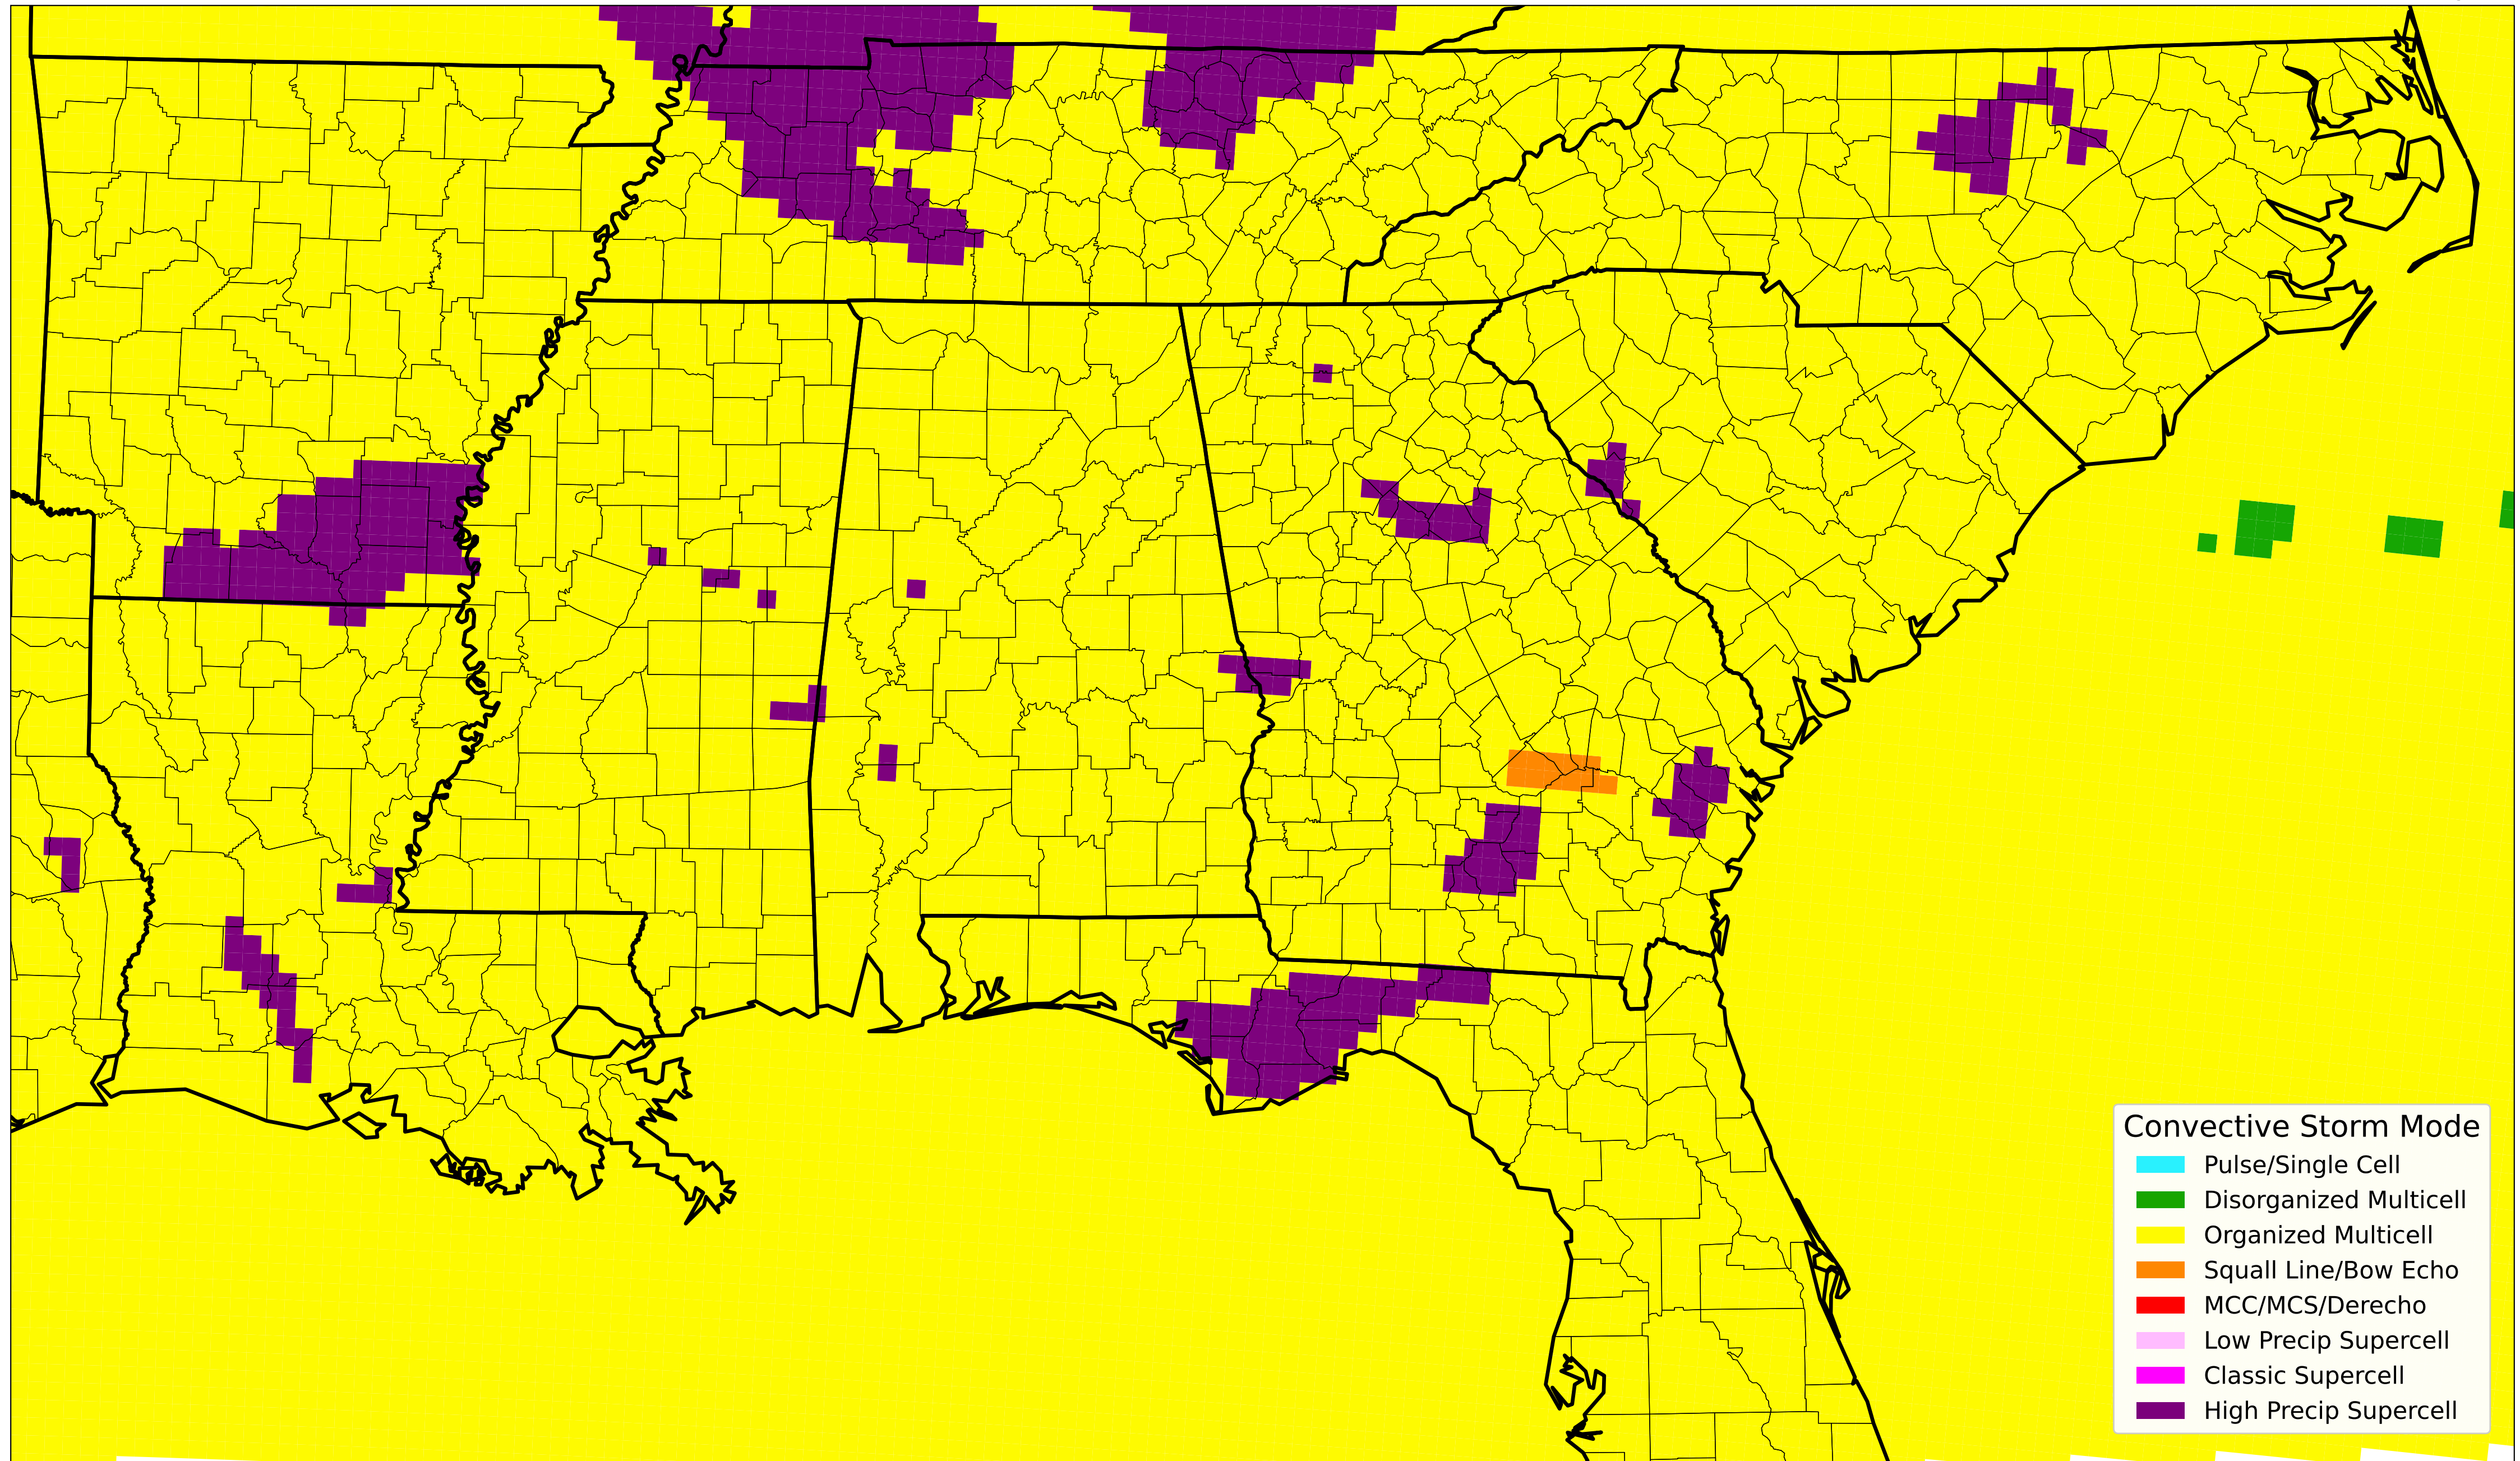 Convective Storm Mode
Pulse/Single Cell
Disorganized Multicell
Organized Multicell
Squall Line/Bow Echo
MCC/MCS/Derecho
Low Precip Supercell
Classic Supercell
High Precip Supercell